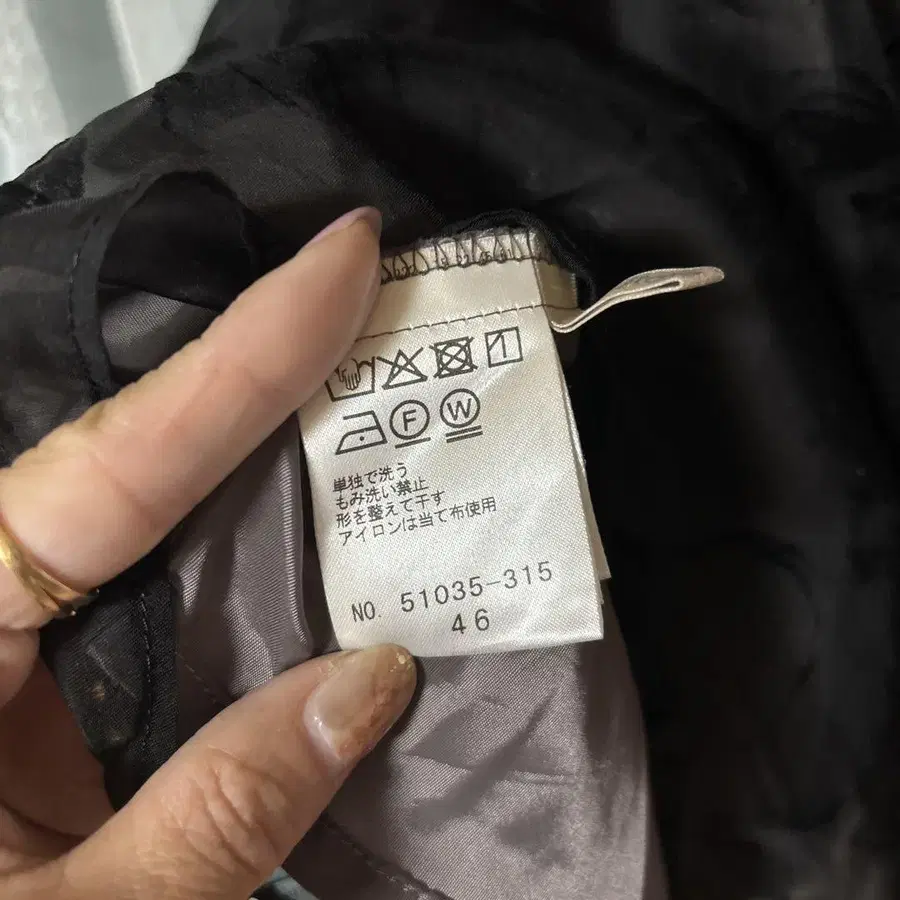 F W
単独で洗う
もみ洗い禁止
形を整えて干す
アイロンは当て布使用
NO. 51035-315
46